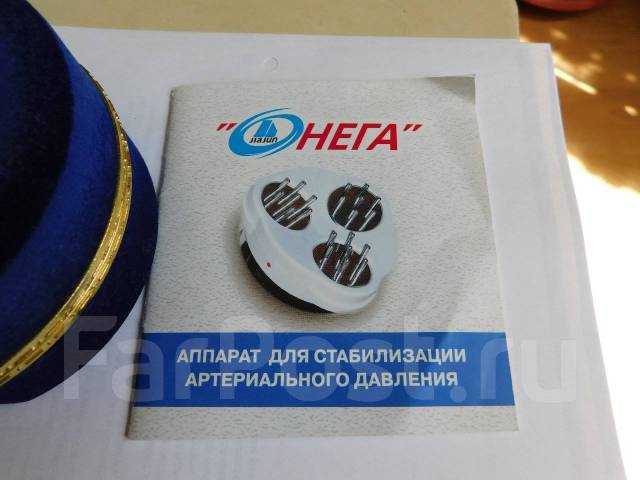 "ОНЕГА"
JIAJUN
АППАРАТ ДЛЯ СТАБИЛИЗАЦИИ
АРТЕРИАЛЬНОГО ДАВЛЕНИЯ
FarPost.ru